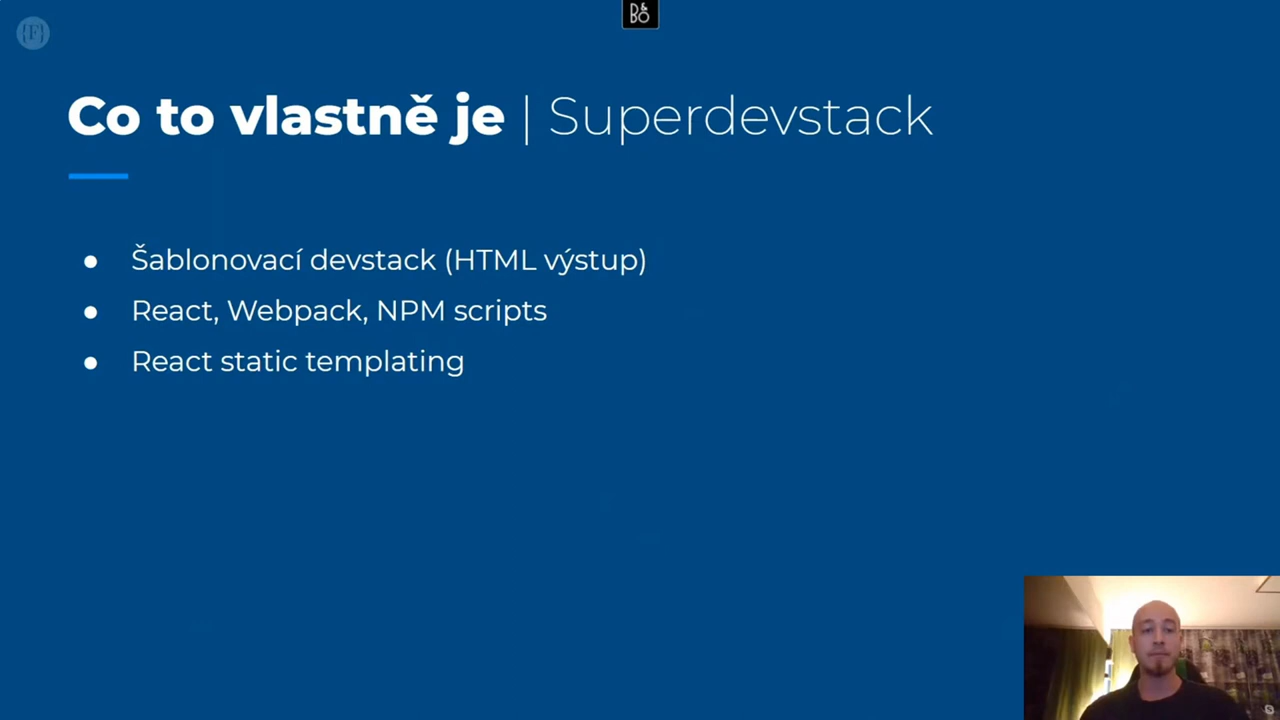 {F}
B&O
Co to vlastně je | Superdevstack
● Šablonovací devstack (HTML výstup)
● React, Webpack, NPM scripts
● React static templating